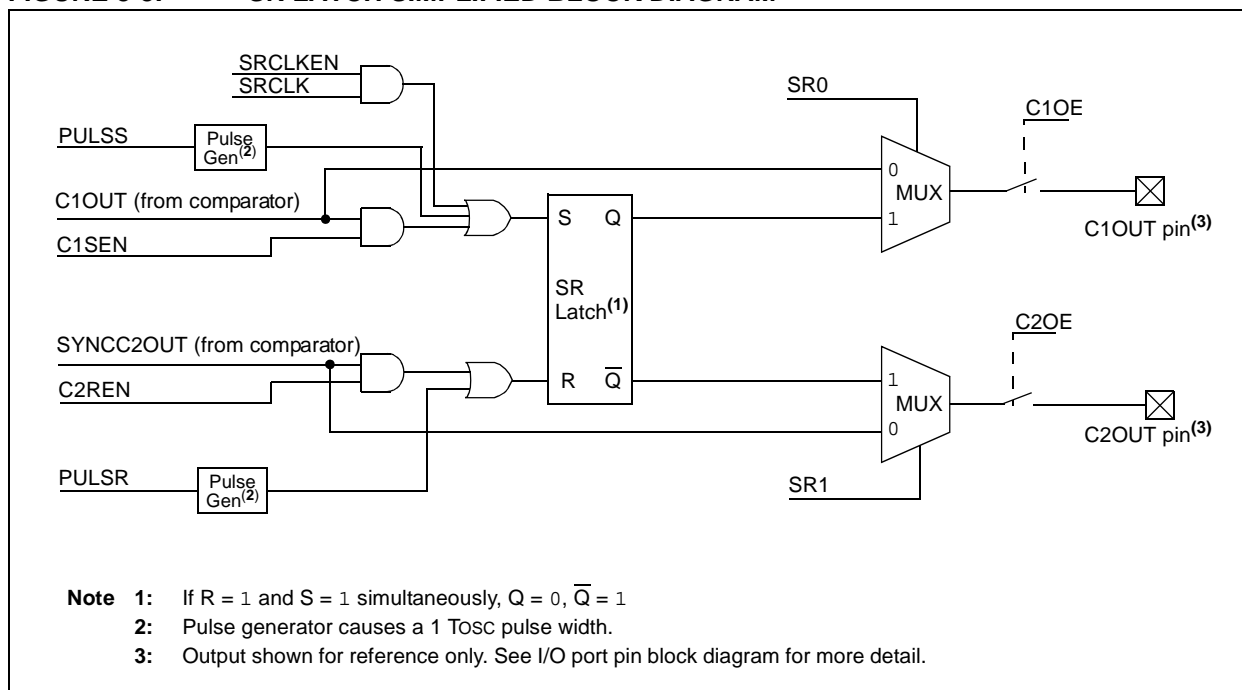 SRCLKEN
SRCLK
SR0
C1OE
PULSS
Pulse
Gen(2)
0
MUX
1
C1OUT (from comparator)
C1SEN
S Q
C1OUT pin(3)
SR
Latch(1)
C2OE
SYNCC2OUT (from comparator)
C2REN
R Q̅
1
MUX
0
C2OUT pin(3)
PULSR
Pulse
Gen(2)
SR1
Note 1: If R = 1 and S = 1 simultaneously, Q = 0, Q̅ = 1
2: Pulse generator causes a 1 TOSC pulse width.
3: Output shown for reference only. See I/O port pin block diagram for more detail.